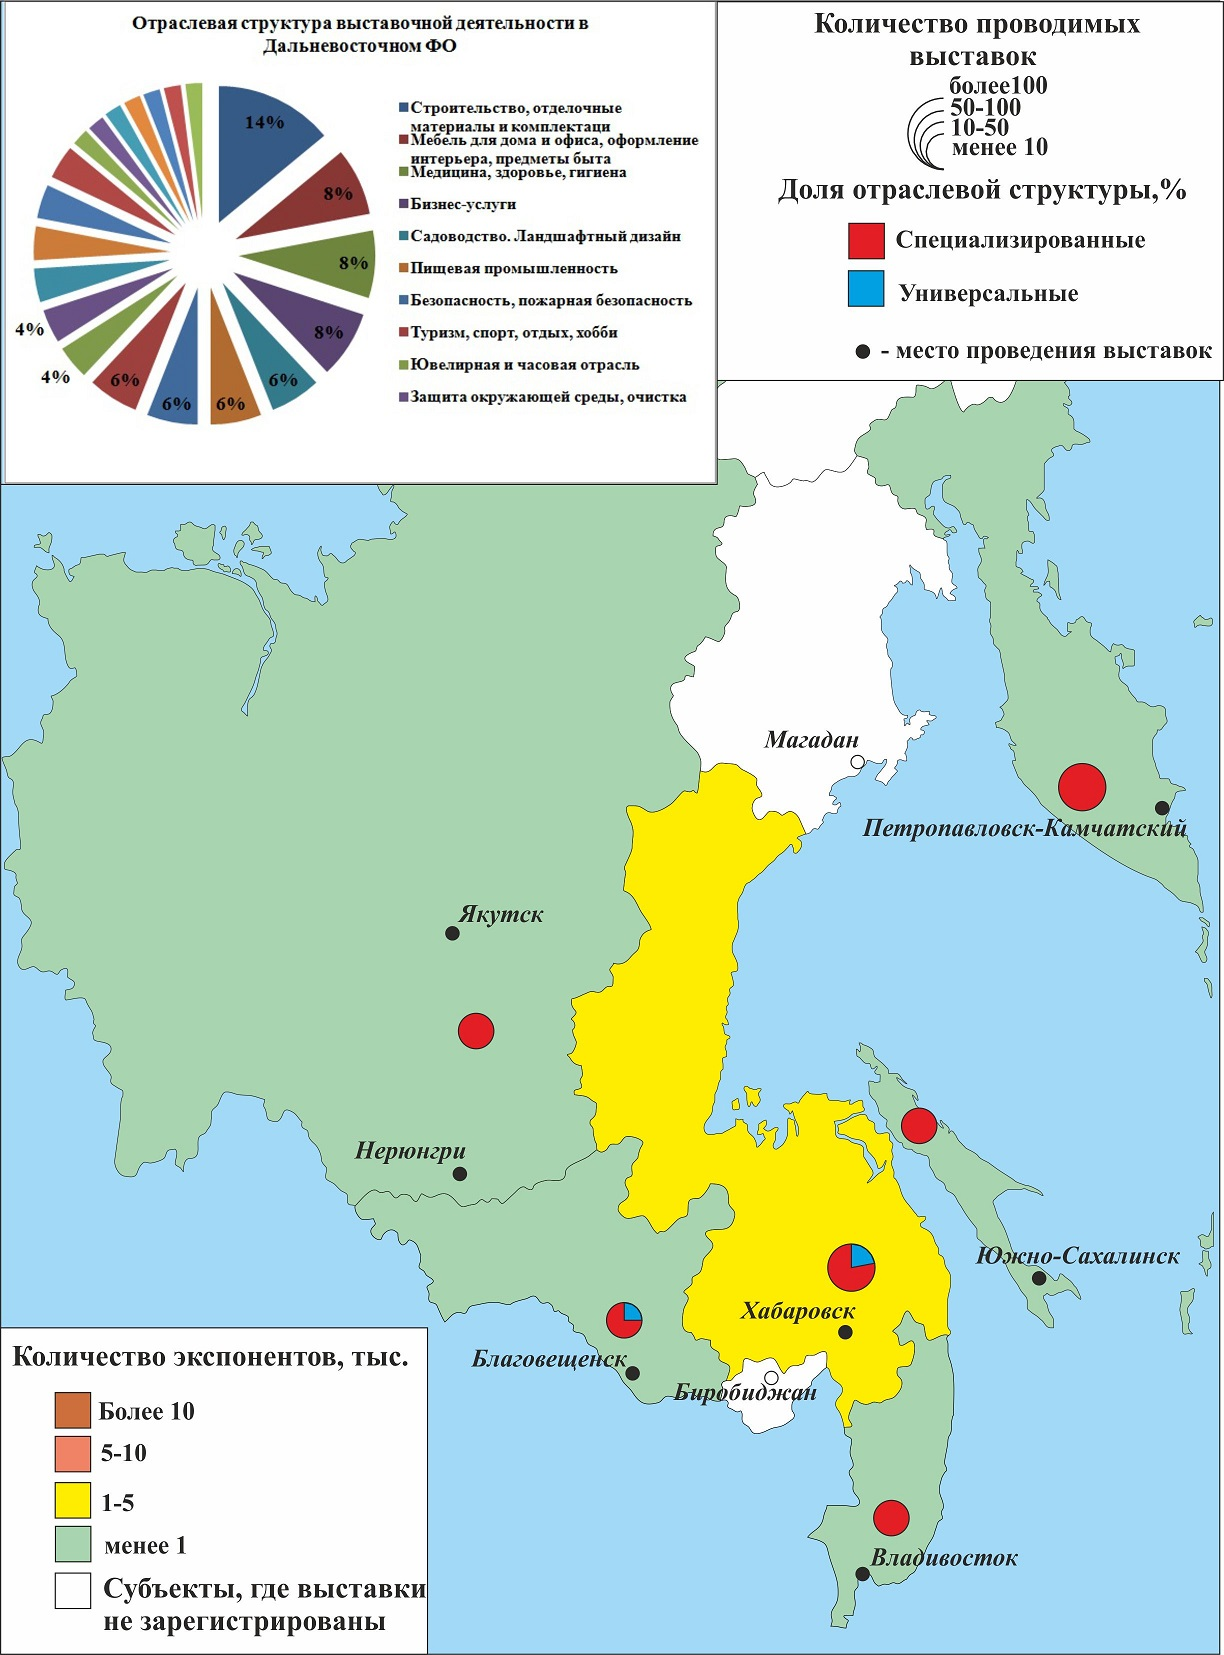 Отраслевая структура выставочной деятельности в
Дальневосточном ФО
14%
8%
8%
8%
6%
6%
6%
6%
4%
4%
Строительство, отделочные
материалы и комплектаци
Мебель для дома и офиса, оформление
интерьера, предметы быта
Медицина, здоровье, гигиена
Бизнес-услуги
Садоводство. Ландшафтный дизайн
Пищевая промышленность
Безопасность, пожарная безопасность
Туризм, спорт, отдых, хобби
Ювелирная и часовая отрасль
Защита окружающей среды, очистка
Количество проводимых
выставок
более100
50-100
10-50
менее 10
Доля отраслевой структуры,%
Специализированные
Универсальные
- место проведения выставок
Магадан
Петропавловск-Камчатский
Якутск
Нерюнгри
Южно-Сахалинск
Хабаровск
Благовещенск
Биробиджан
Владивосток
Количество экспонентов, тыс.
Более 10
5-10
1-5
менее 1
Субъекты, где выставки
не зарегистрированы